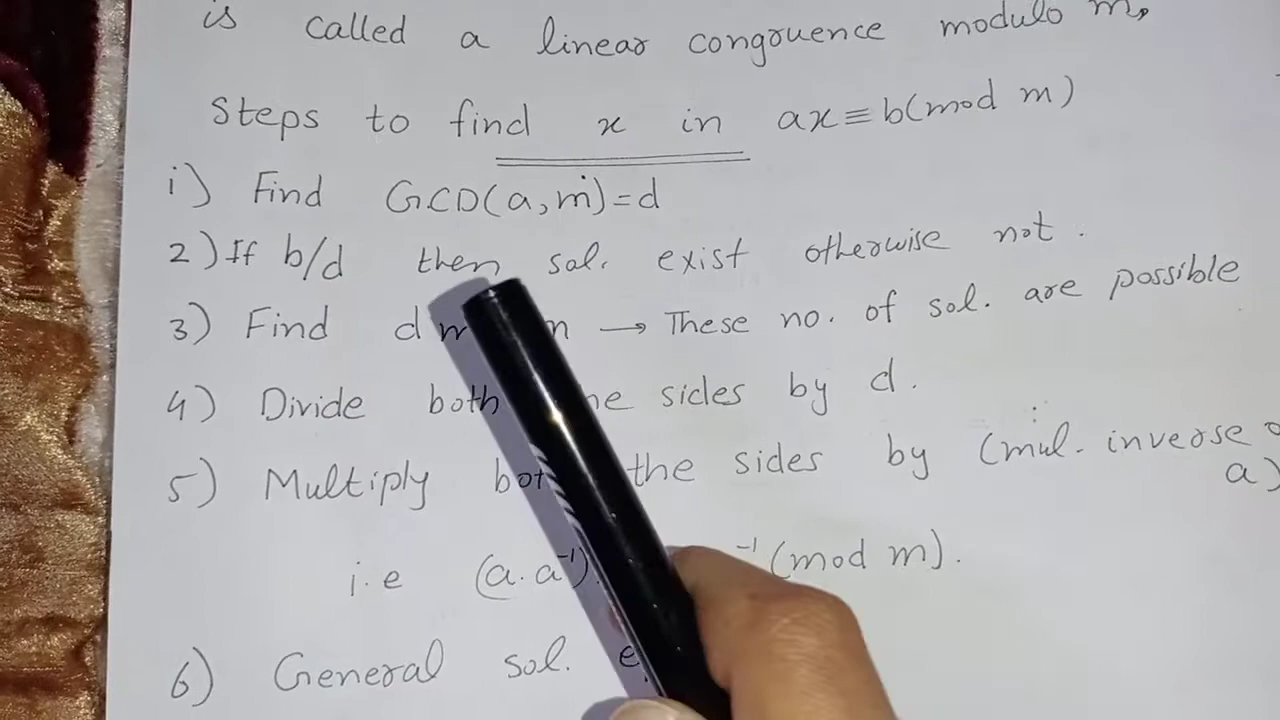 is called a linear congruence modulo m,
Steps to find x in ax≡b(mod m)
i) Find GCD(a,m)=d
2) If b/d then sol. exist otherwise not.
3) Find d → These no. of sol. are possible
4) Divide both sides by d.
5) Multiply the sides by (mul. inverse
a)
i.e (a.a⁻¹) ⁻¹(mod m).
6) General sol.